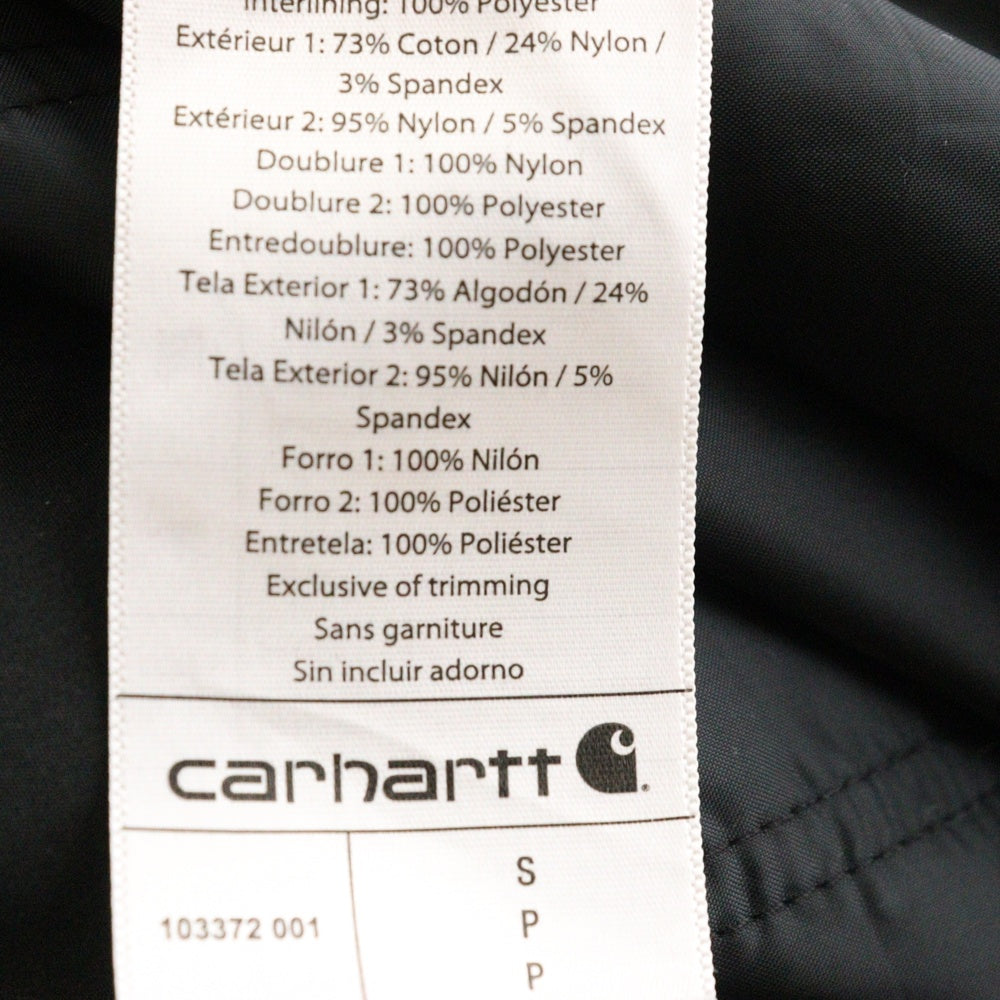 Interlining: 100% Polyester
Extérieur 1: 73% Coton / 24% Nylon /
3% Spandex
Extérieur 2: 95% Nylon / 5% Spandex
Doublure 1: 100% Nylon
Doublure 2: 100% Polyester
Entredoublure: 100% Polyester
Tela Exterior 1: 73% Algodón / 24%
Nilón / 3% Spandex
Tela Exterior 2: 95% Nilón / 5%
Spandex
Forro 1: 100% Nilón
Forro 2: 100% Poliéster
Entretela: 100% Poliéster
Exclusive of trimming
Sans garniture
Sin incluir adorno
carhartt
103372 001
S
P
P